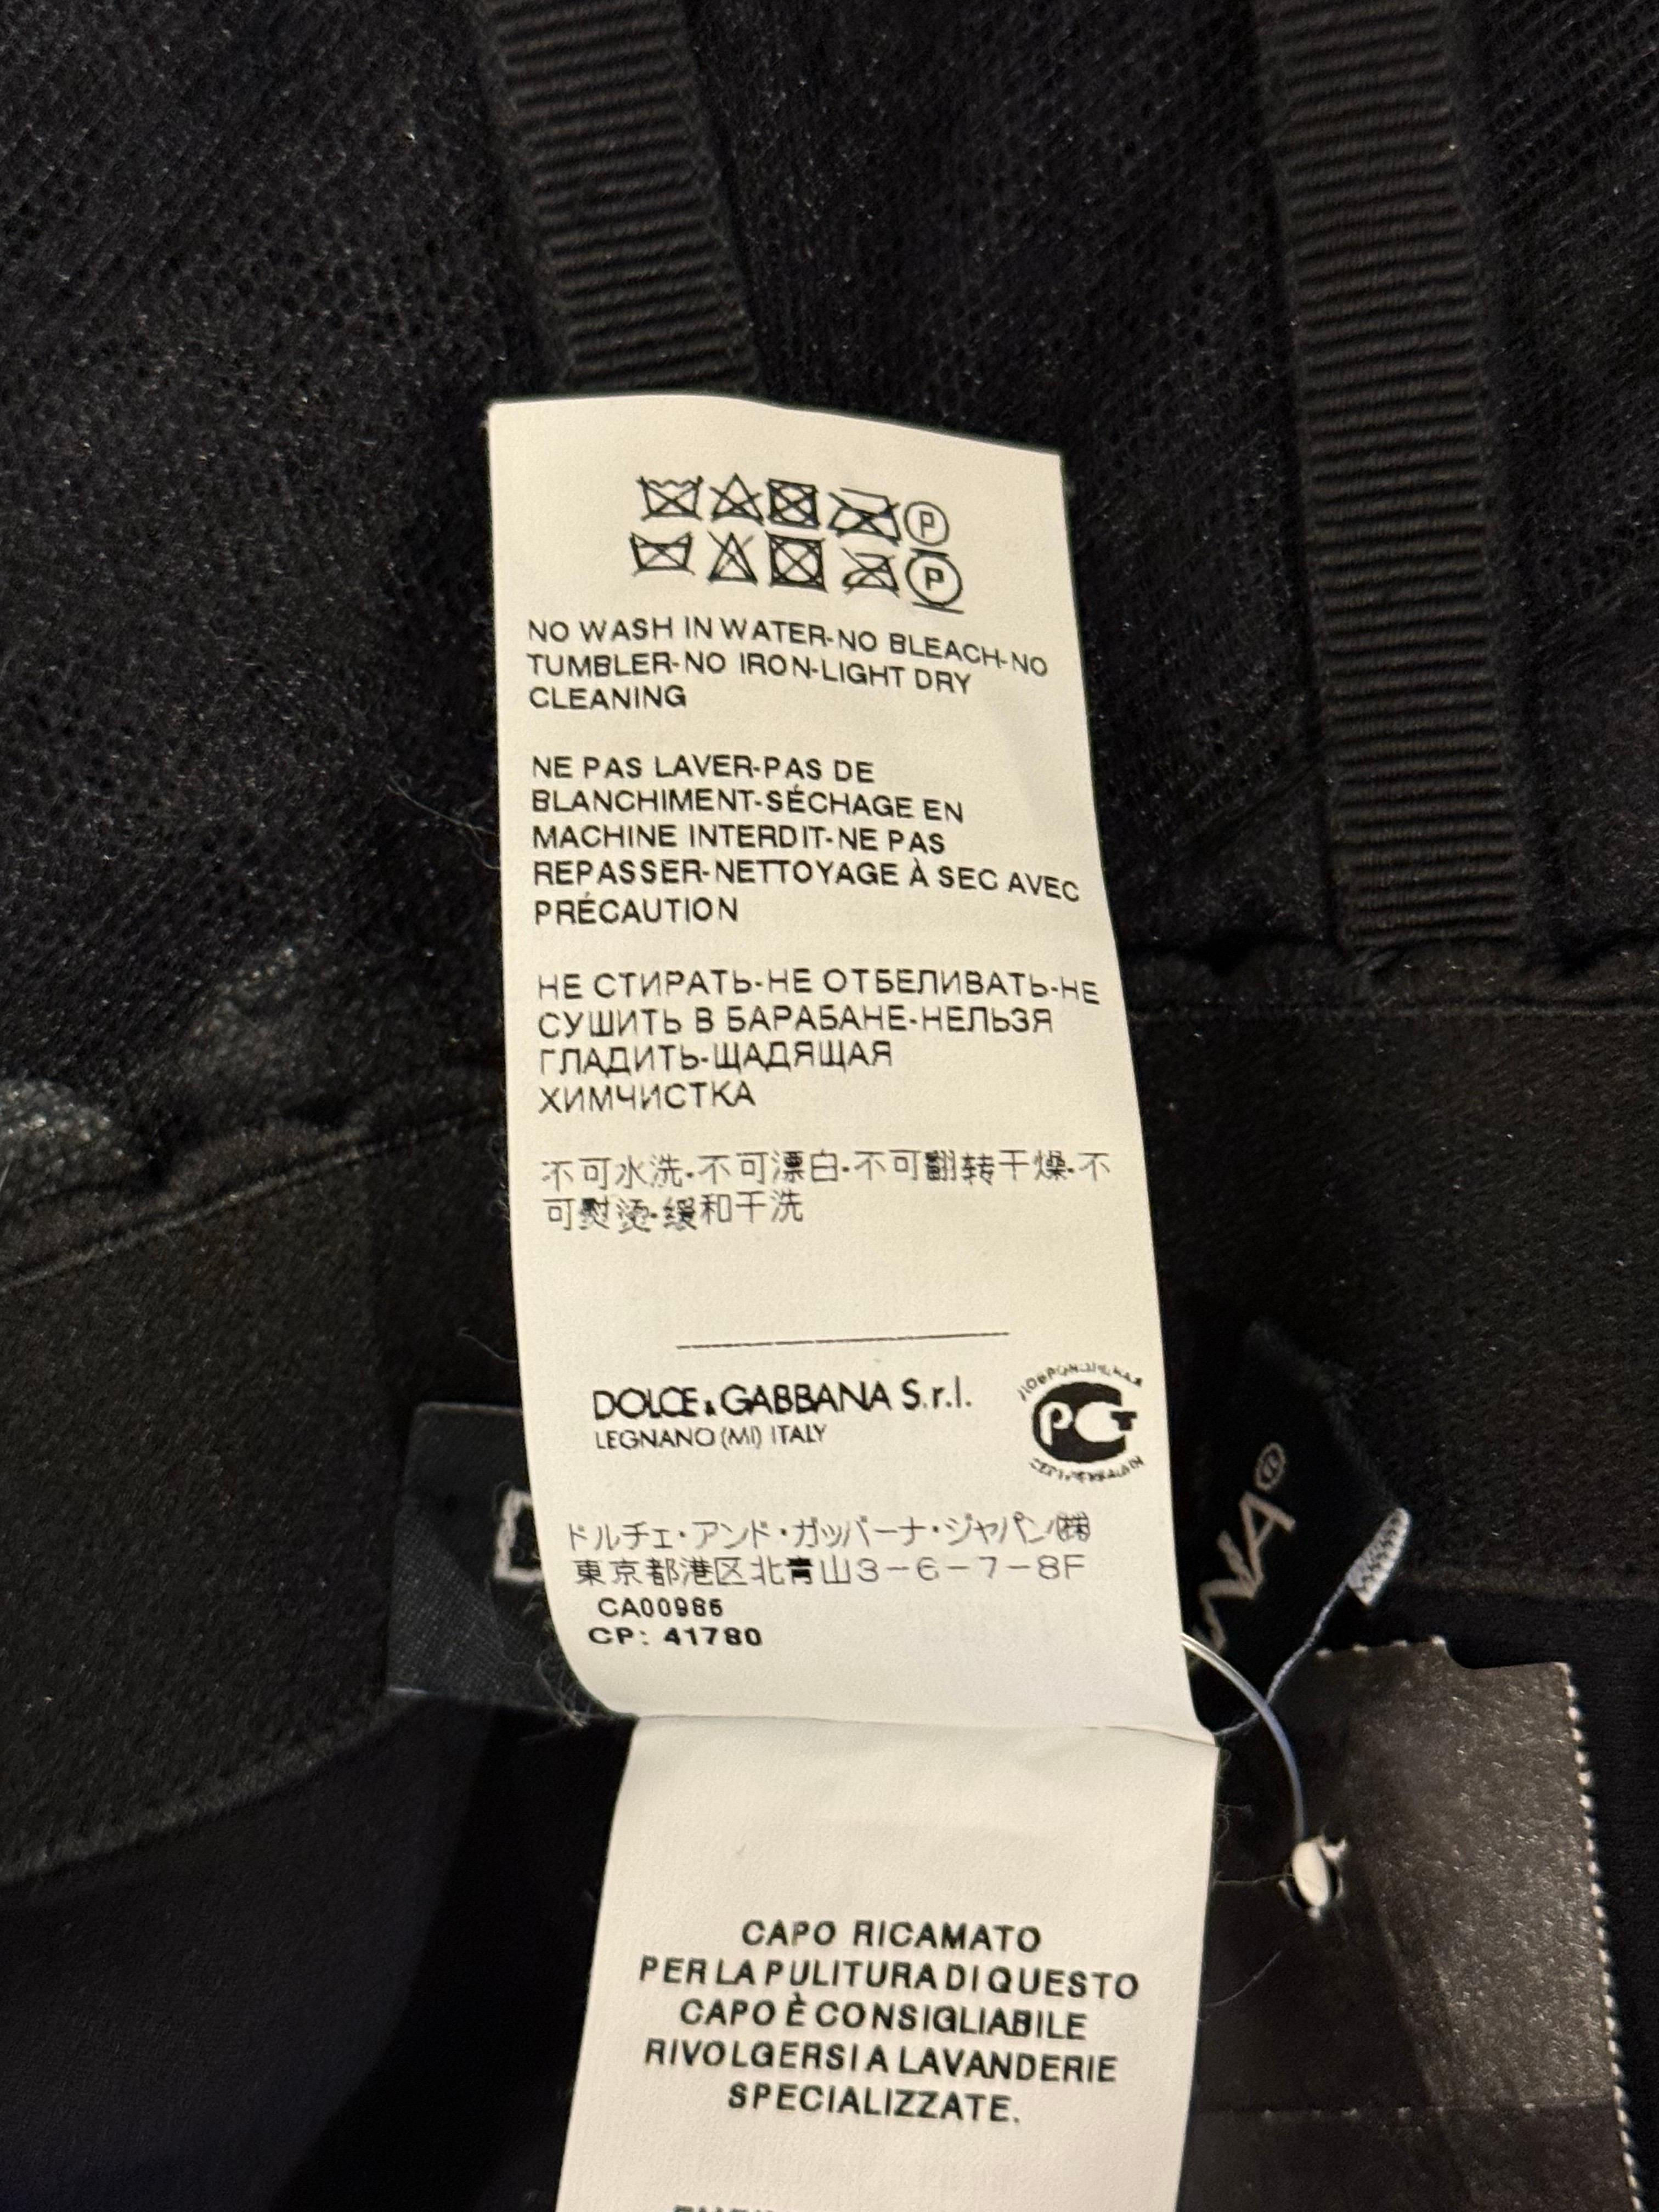 NO WASH IN WATER-NO BLEACH-NO
TUMBLER-NO IRON-LIGHT DRY
CLEANING
NE PAS LAVER-PAS DE
BLANCHIMENT-SÉCHAGE EN
MACHINE INTERDIT-NE PAS
REPASSER-NETTOYAGE À SEC AVEC
PRÉCAUTION
НЕ СТИРАТЬ-НЕ ОТБЕЛИВАТЬ-НЕ
СУШИТЬ В БАРАБАНЕ-НЕЛЬЗЯ
ГЛАДИТЬ-ЩАДЯЩАЯ
ХИМЧИСТКА
不可水洗-不可漂白-不可翻转干燥-不
可熨烫-缓和干洗
DOLCE & GABBANA S.r.l.
LEGNANO (MI) ITALY
ドルチェ・アンド・ガッバーナ・ジャパン㈱
東京都港区北青山3-6-7-8F
CA00985
CP: 41780
CAPO RICAMATO
PER LA PULITURA DI QUESTO
CAPO È CONSIGLIABILE
RIVOLGERSI A LAVANDERIE
SPECIALIZZATE.